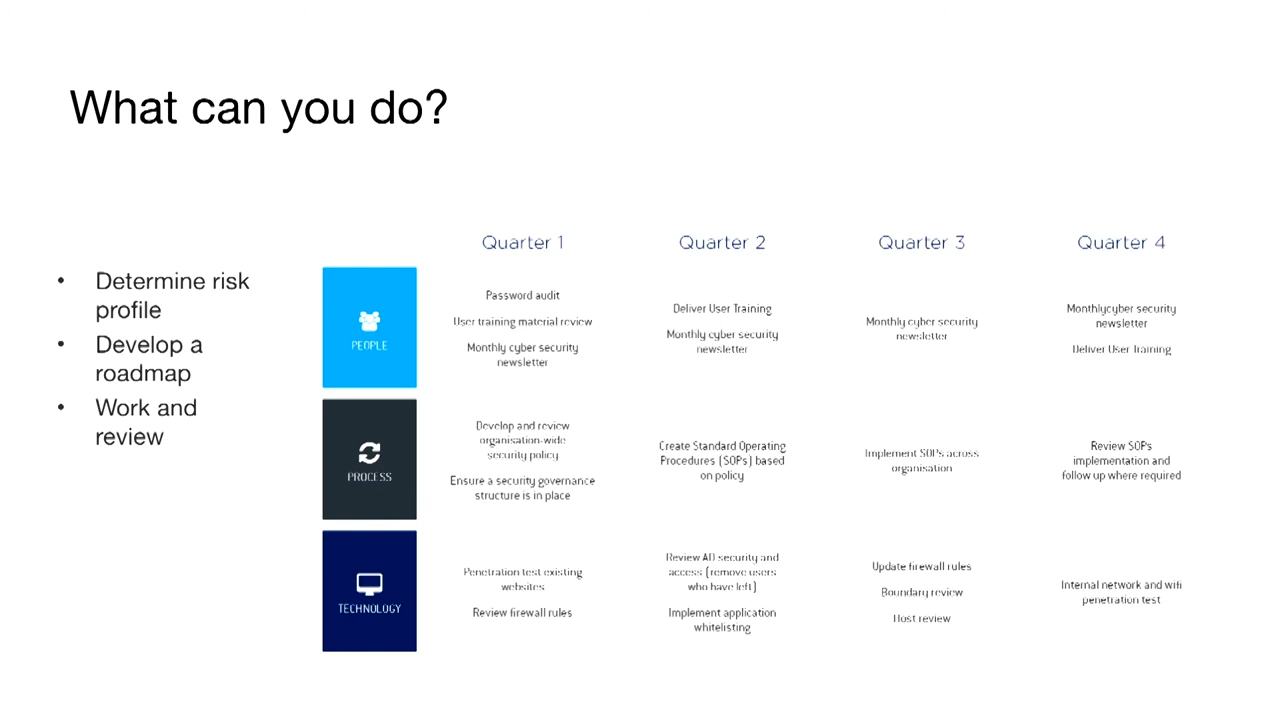 What can you do?
• Determine risk
profile
• Develop a
roadmap
• Work and
review
Quarter 1
Quarter 2
Quarter 3
Quarter 4
PEOPLE
Password audit
User training material review
Monthly cyber security
newsletter
Deliver User Training
Monthly cyber security
newsletter
Monthly cyber security
newsletter
Monthlycyber security
newsletter
Deliver User Training
PROCESS
Develop and review
organisation-wide
security policy
Ensure a security governance
structure is in place
Create Standard Operating
Procedures (SOPs) based
on policy
Implement SOPs across
organisation
Review SOPs
implementation and
follow up where required
TECHNOLOGY
Penetration test existing
websites
Review firewall rules
Review AD security and
access (remove users
who have left)
Implement application
whitelisting
Update firewall rules
Boundary review
Host review
Internal network and wifi
penetration test